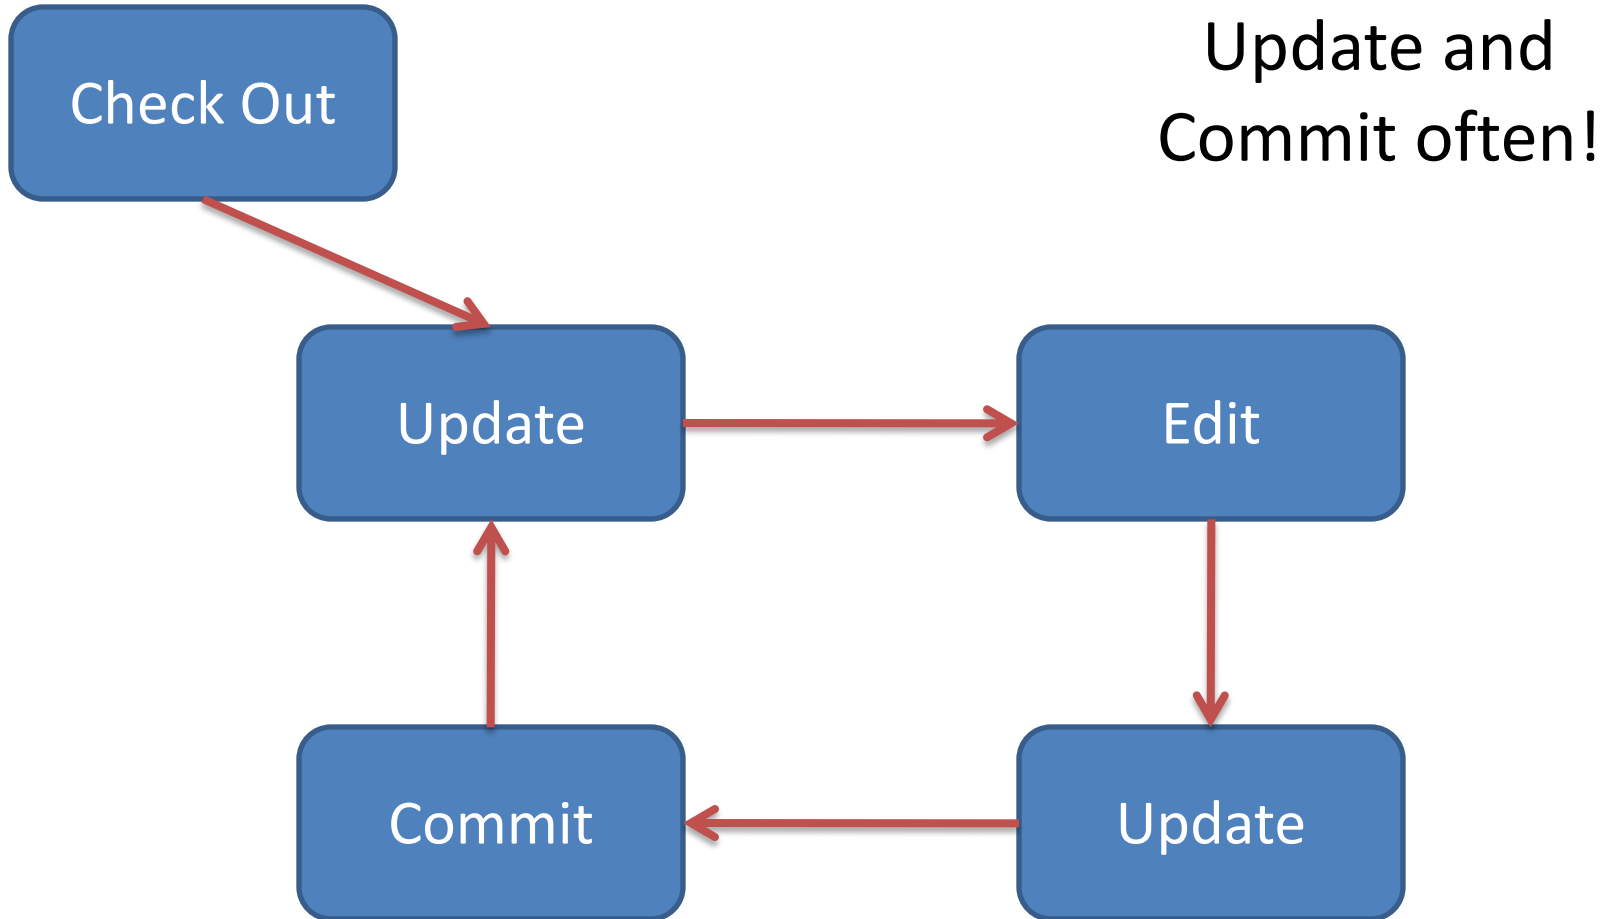 Check Out
Update and
Commit often!
Update
Edit
Commit
Update